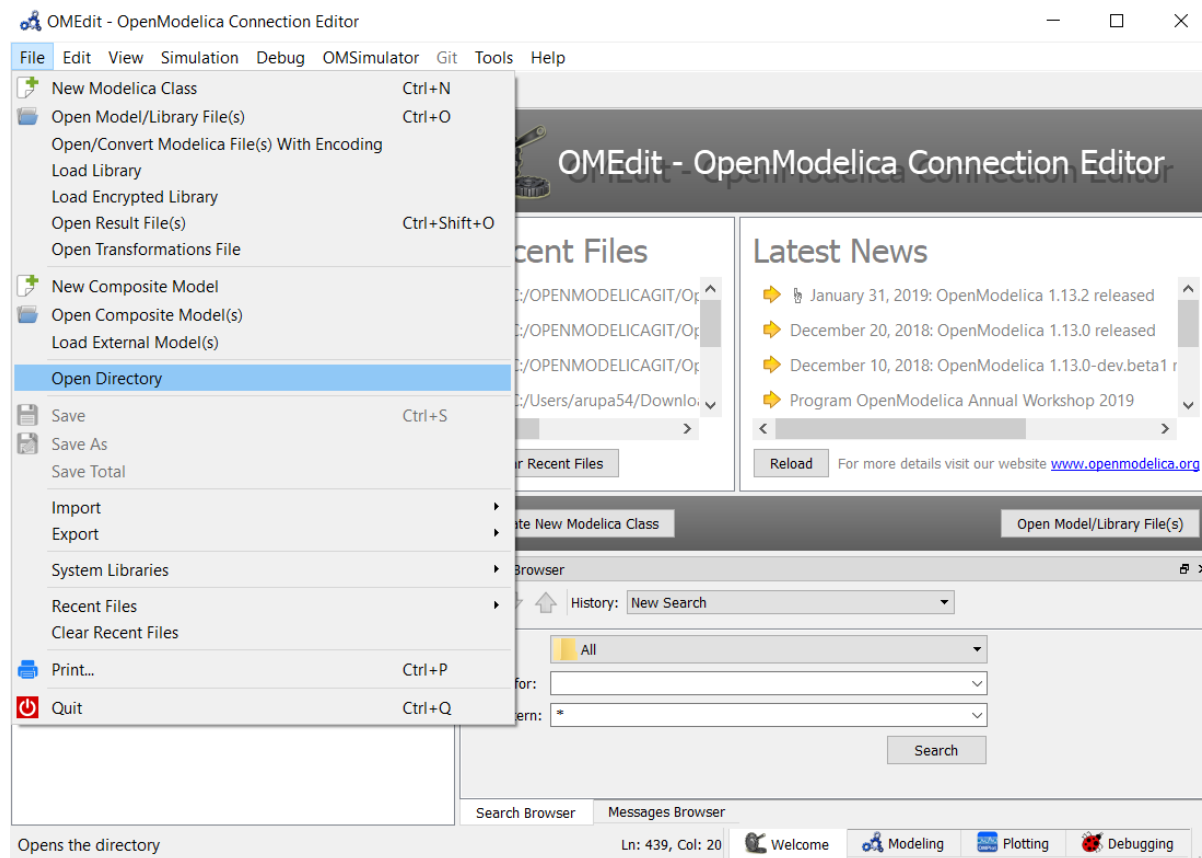 OMEdit - OpenModelica Connection Editor
File Edit View Simulation Debug OMSimulator Git Tools Help
New Modelica Class Ctrl+N
Open Model/Library File(s) Ctrl+O
Open/Convert Modelica File(s) With Encoding
Load Library
Load Encrypted Library
Open Result File(s) Ctrl+Shift+O
Open Transformations File
New Composite Model
Open Composite Model(s)
Load External Model(s)
Open Directory
Save Ctrl+S
Save As
Save Total
Import
Export
System Libraries
Recent Files
Clear Recent Files
Print... Ctrl+P
Quit Ctrl+Q
OMEdit - OpenModelica Connection Editor
cent Files
:/OPENMODELICAGIT/Op
:/OPENMODELICAGIT/Op
:/OPENMODELICAGIT/Op
:/Users/arupa54/Downlo
r Recent Files
Latest News
January 31, 2019: OpenModelica 1.13.2 released
December 20, 2018: OpenModelica 1.13.0 released
December 10, 2018: OpenModelica 1.13.0-dev.beta1 r
Program OpenModelica Annual Workshop 2019
Reload For more details visit our website www.openmodelica.org
ate New Modelica Class Open Model/Library File(s)
Browser
History: New Search
All
for:
ern: *
Search
Search Browser Messages Browser
Opens the directory Ln: 439, Col: 20 Welcome Modeling Plotting Debugging